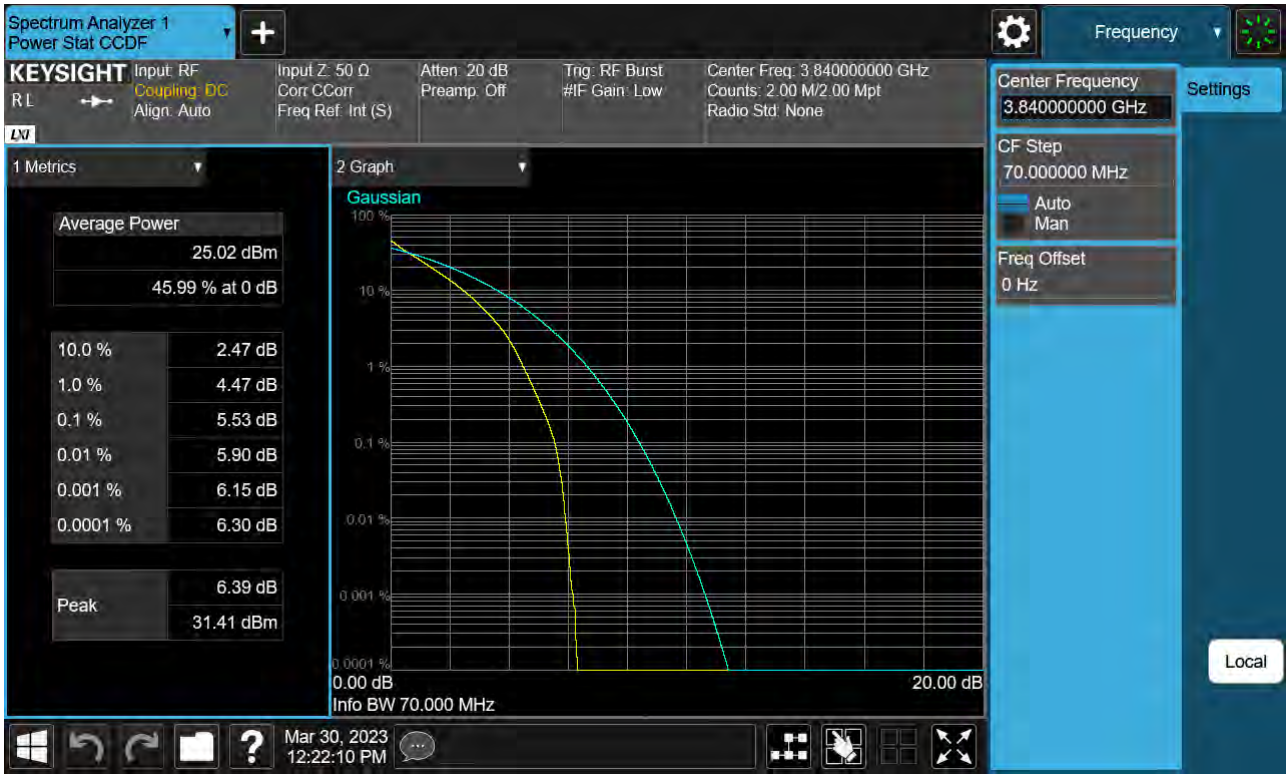 Spectrum Analyzer 1
Power Stat CCDF
+
Frequency
KEYSIGHT
RL
LXI
Input: RF
Coupling: DC
Align: Auto
Input Z: 50 Ω
Corr CCorr
Freq Ref: Int (S)
Atten: 20 dB
Preamp: Off
Trig: RF Burst
#IF Gain: Low
Center Freq: 3.840000000 GHz
Counts: 2.00 M/2.00 Mpt
Radio Std: None
Center Frequency
3.840000000 GHz
Settings
CF Step
70.000000 MHz
Auto
Man
Freq Offset
0 Hz
1 Metrics
Average Power
25.02 dBm
45.99 % at 0 dB
10.0 % 2.47 dB
1.0 % 4.47 dB
0.1 % 5.53 dB
0.01 % 5.90 dB
0.001 % 6.15 dB
0.0001 % 6.30 dB
Peak
6.39 dB
31.41 dBm
2 Graph
Gaussian
100 %
10 %
1 %
0.1 %
0.01 %
0.001 %
0.0001 %
0.00 dB 20.00 dB
Info BW 70.000 MHz
Local
?
Mar 30, 2023
12:22:10 PM